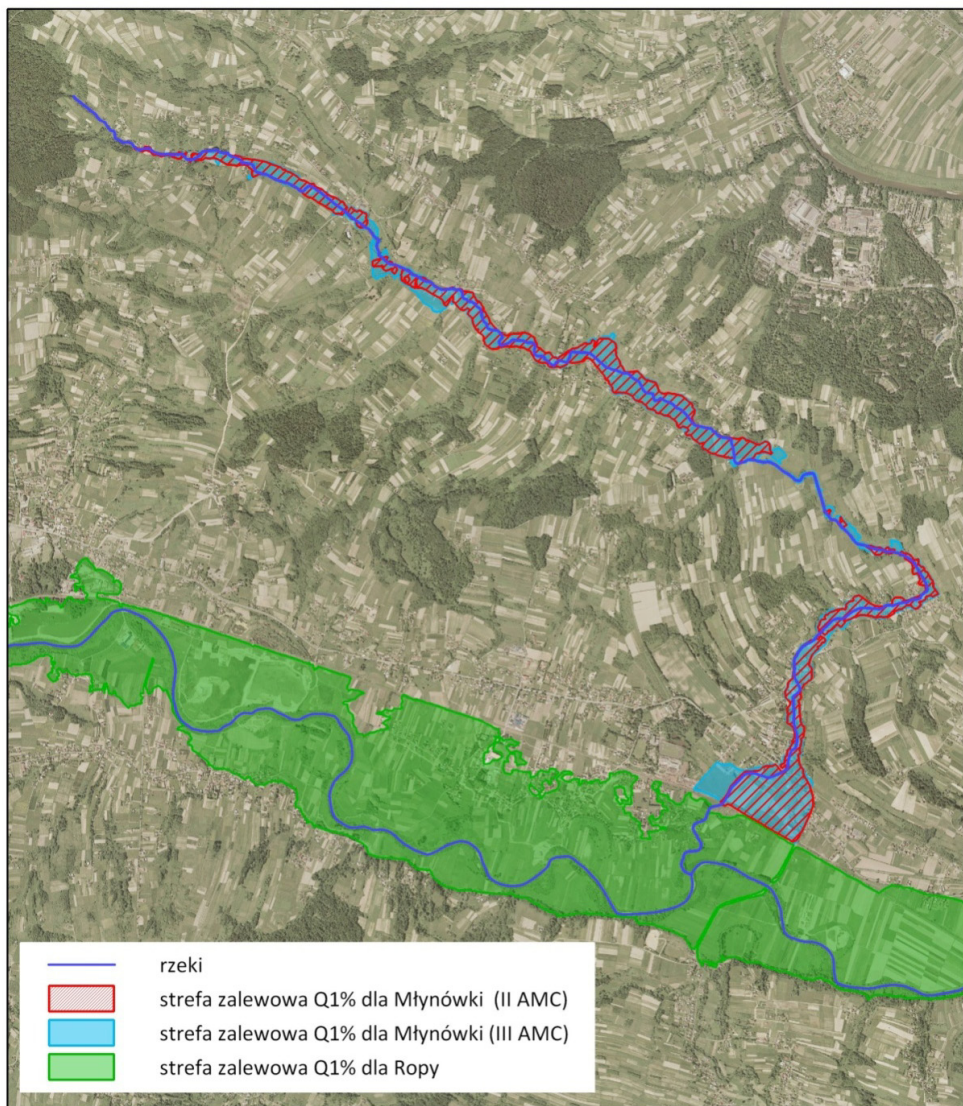 rzeki
strefa zalewowa Q1% dla Młynówki (II AMC)
strefa zalewowa Q1% dla Młynówki (III AMC)
strefa zalewowa Q1% dla Ropy